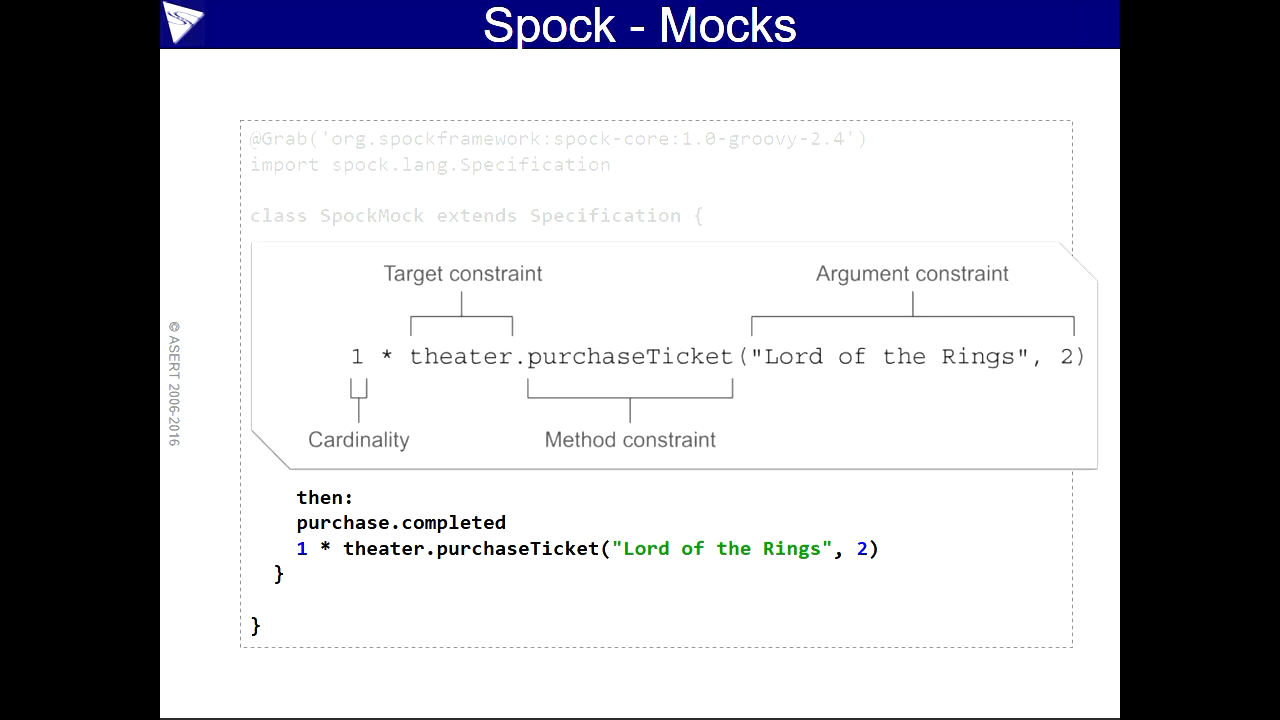 Spock - Mocks
@Grab('org.spockframework:spock-core:1.0-groovy-2.4')
import spock.lang.Specification
class SpockMock extends Specification {
Target constraint
Argument constraint
1 * theater.purchaseTicket("Lord of the Rings", 2)
Cardinality
Method constraint
then:
purchase.completed
1 * theater.purchaseTicket("Lord of the Rings", 2)
}
}
© ASERT 2006-2016